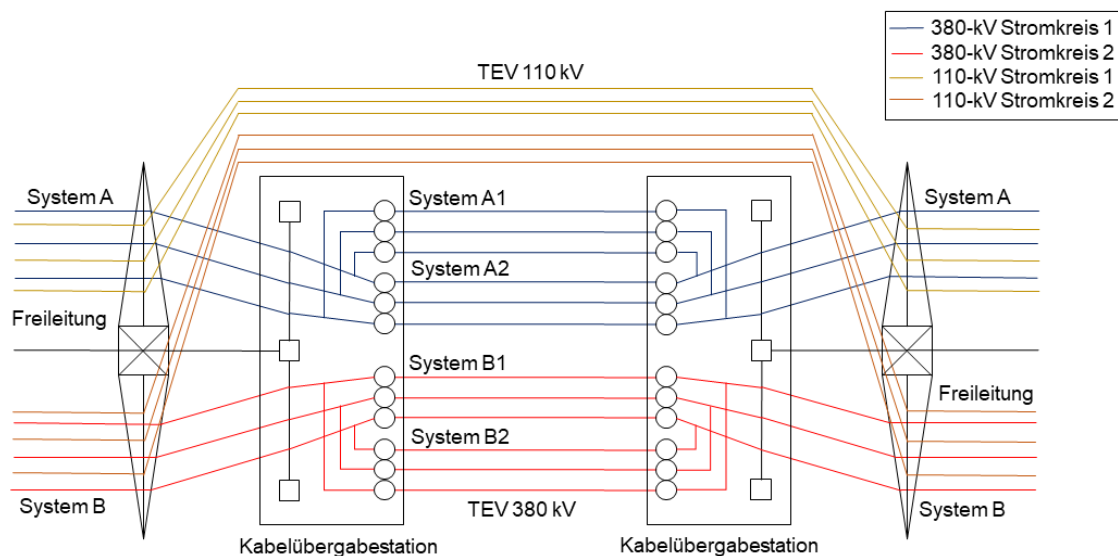 380-kV Stromkreis 1
380-kV Stromkreis 2
110-kV Stromkreis 1
110-kV Stromkreis 2
TEV 110 kV
System A
System A1
System A
System A2
Freileitung
System B1
Freileitung
System B2
System B
TEV 380 kV
System B
Kabelübergabestation
Kabelübergabestation